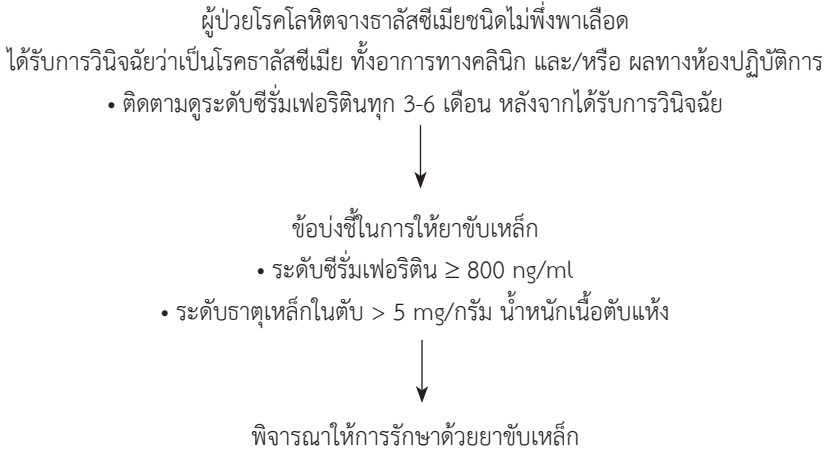 ผู้ป่วยโรคโลหิตจางธาลัสซีเมียชนิดไม่พึ่งพาเลือด
ได้รับการวินิจฉัยว่าเป็นโรคธาลัสซีเมีย ทั้งอาการทางคลินิก และ/หรือ ผลทางห้องปฏิบัติการ
• ติดตามดูระดับซีรั่มเฟอริตินทุก 3-6 เดือน หลังจากได้รับการวินิจฉัย
ข้อบ่งชี้ในการให้ยาขับเหล็ก
• ระดับซีรั่มเฟอริติน ≥ 800 ng/ml
• ระดับธาตุเหล็กในตับ > 5 mg/กรัม น้ำหนักเนื้อตับแห้ง
พิจารณาให้การรักษาด้วยยาขับเหล็ก